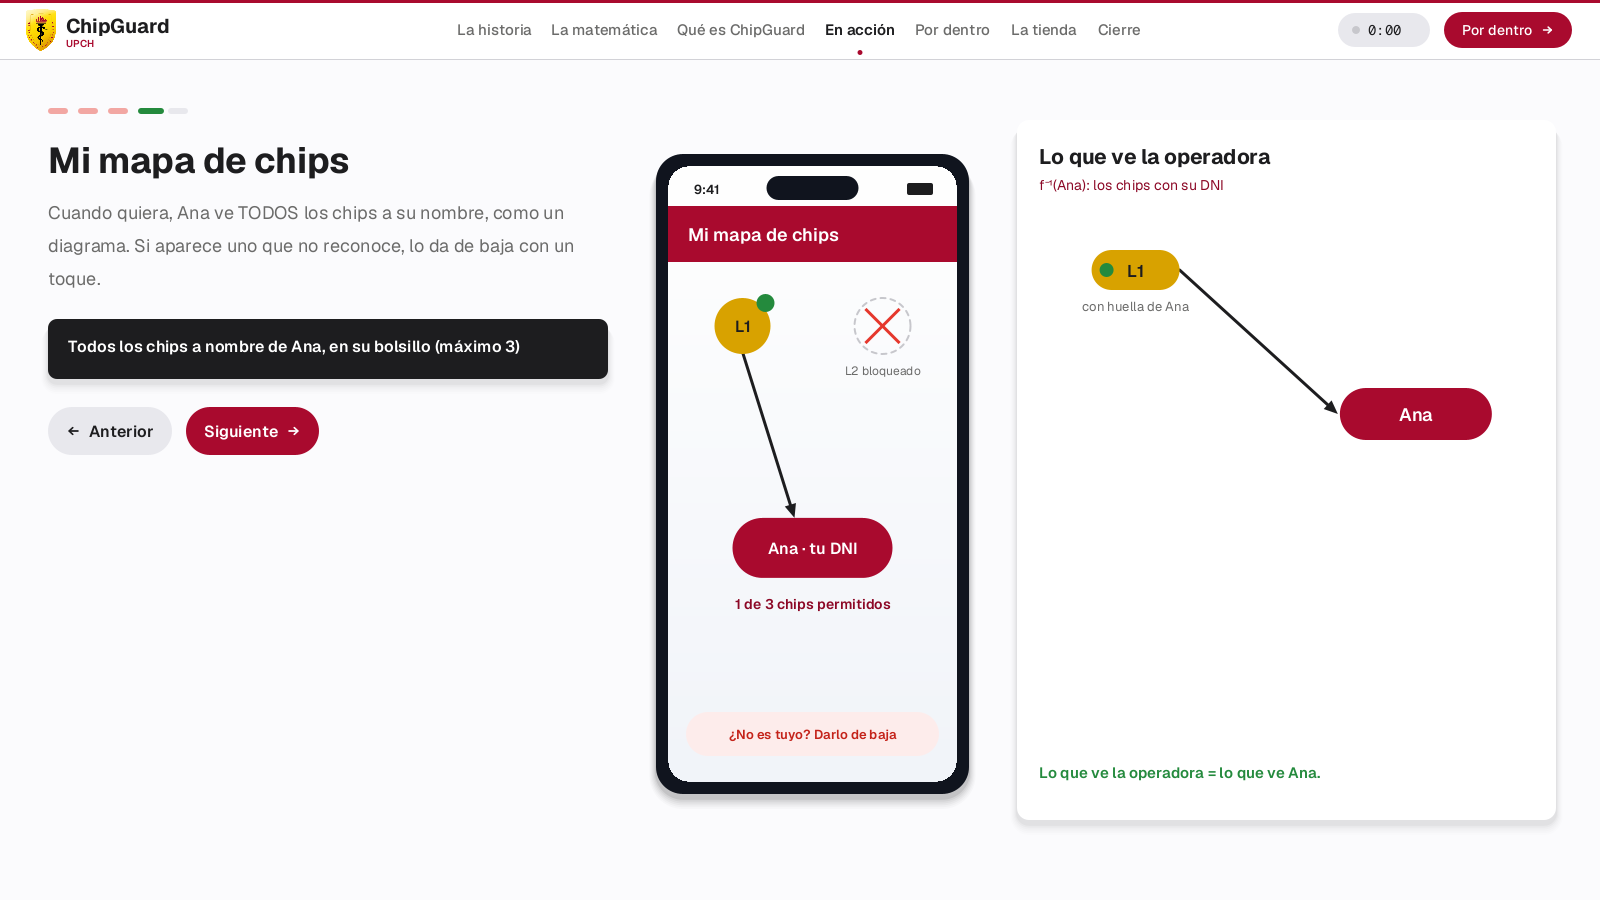 ChipGuard
UPCH
La historia
La matemática
Qué es ChipGuard
En acción
Por dentro
La tienda
Cierre
0:00
Por dentro →
Mi mapa de chips
Cuando quiera, Ana ve TODOS los chips a su nombre, como un
diagrama. Si aparece uno que no reconoce, lo da de baja con un
toque.
Todos los chips a nombre de Ana, en su bolsillo (máximo 3)
← Anterior
Siguiente →
9:41
Mi mapa de chips
L1
L2 bloqueado
Ana · tu DNI
1 de 3 chips permitidos
¿No es tuyo? Darlo de baja
Lo que ve la operadora
f⁻¹(Ana): los chips con su DNI
L1
con huella de Ana
Ana
Lo que ve la operadora = lo que ve Ana.